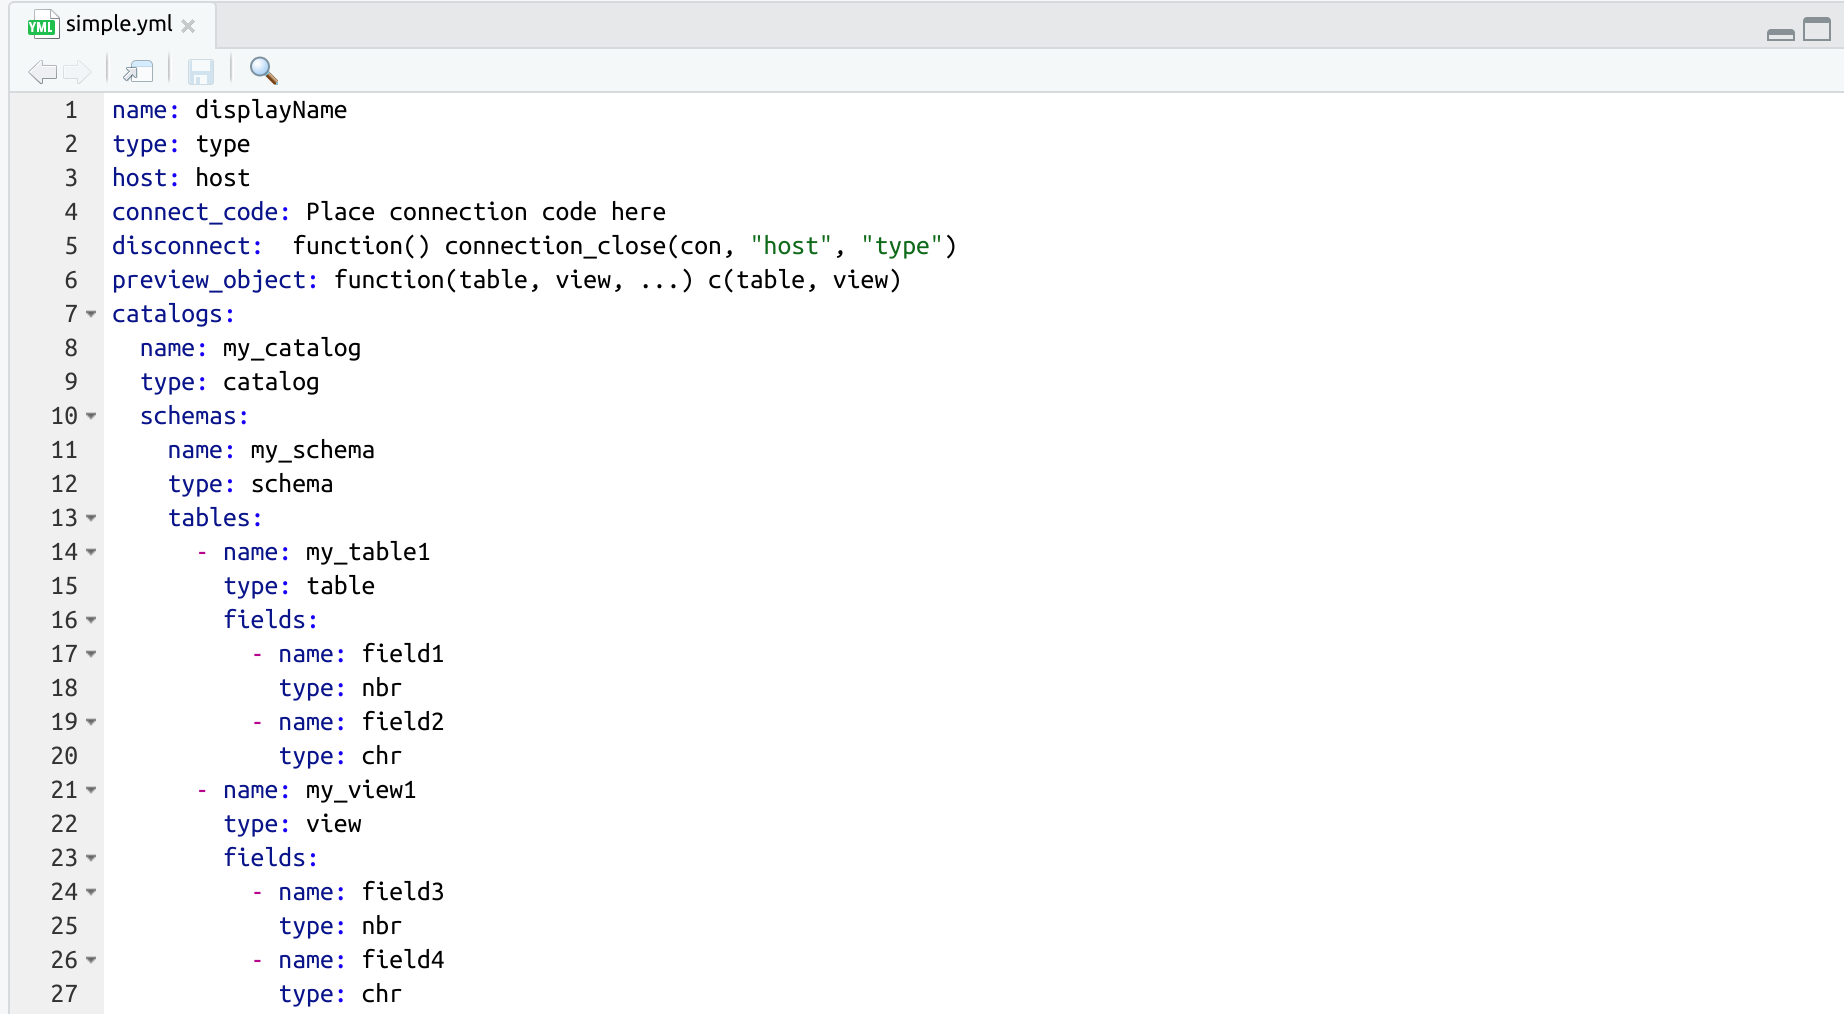 YML simple.yml
1 name: displayName
2 type: type
3 host: host
4 connect_code: Place connection code here
5 disconnect:  function() connection_close(con, "host", "type")
6 preview_object: function(table, view, ...) c(table, view)
7 catalogs:
8   name: my_catalog
9   type: catalog
10   schemas:
11     name: my_schema
12     type: schema
13     tables:
14       - name: my_table1
15         type: table
16         fields:
17           - name: field1
18             type: nbr
19           - name: field2
20             type: chr
21       - name: my_view1
22         type: view
23         fields:
24           - name: field3
25             type: nbr
26           - name: field4
27             type: chr